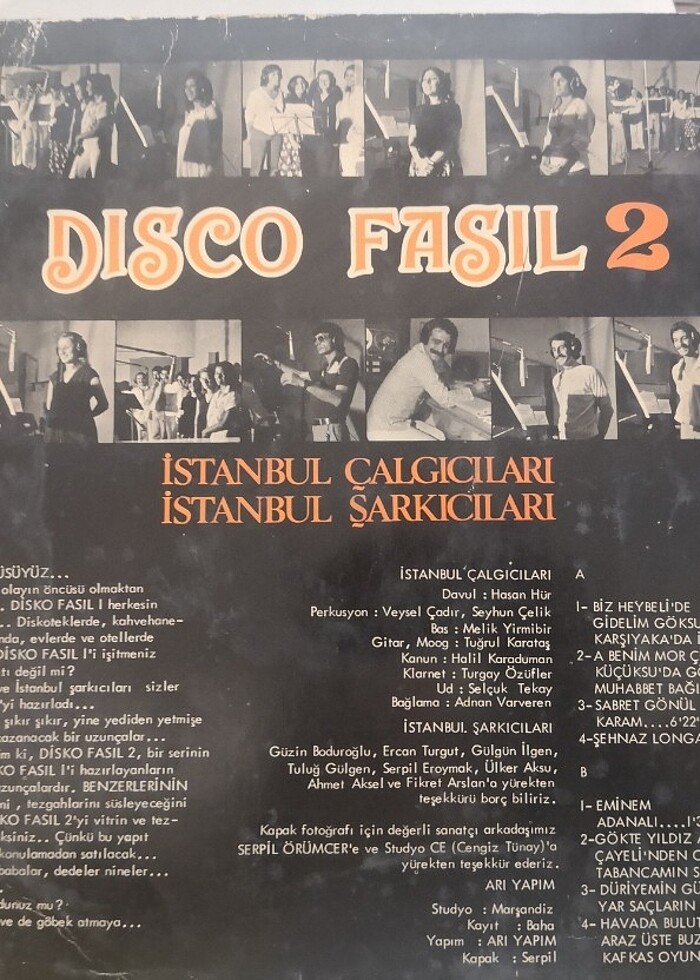 DISCO FASIL 2
İSTANBUL ÇALGICILARI
İSTANBUL ŞARKICILARI
ÜSÜYÜZ...
olayın öncüsü olmaktan
.. DİSKO FASIL I herkesin
.. Diskoteklerde, kahvehane-
nda, evlerde ve otellerde
DİSKO FASIL I'i işitmeniz
tı değil mi?
ve İstanbul şarkıcıları sizler
'yi hazırladı...
şıkır şıkır, yine yediden yetmişe
kazanacak bir uzunçalar...
im ki, DİSKO FASIL 2, bir serinin
KO FASIL I'i hazırlayanların
uzunçalardır. BENZERLERİNİN
ni , tezgahlarını süsleyeceğini
KO FASIL 2'yi vitrin ve tez-
ksiniz.. Çünkü bu yapıt
konulamadan satılacak...
babalar, dedeler nineler...
dunuz mu?
ve de göbek atmaya...
İSTANBUL ÇALGICILARI
Davul : Hasan Hür
Perkusyon : Veysel Çadır, Seyhun Çelik
Bas : Melik Yirmibir
Gitar, Moog : Tuğrul Karataş
Kanun : Halil Karaduman
Klarnet : Turgay Özüfler
Ud : Selçuk Tekay
Bağlama : Adnan Varveren
İSTANBUL ŞARKICILARI
Güzin Boduroğlu, Ercan Turgut, Gülgün İlgen,
Tuluğ Gülgen, Serpil Eroymak, Ülker Aksu,
Ahmet Aksel ve Fikret Arslan'a yürekten
teşekkürü borç biliriz.
Kapak fotoğrafı için değerli sanatçı arkadaşımız
SERPİL ÖRÜMCER'e ve Studyo CE (Cengiz Tünay)'a
yürekten teşekkür ederiz.
ARI YAPIM
Studyo : Marşandiz
Kayıt : Baha
Yapım : ARI YAPIM
Kapak : Serpil
A
1- BİZ HEYBELİ'DE
GİDELİM GÖKSU
KARŞIYAKA'DA İ
2- A BENİM MOR Ç
KÜÇÜKSU'DA G
MUHABBET BAĞI
3- SABRET GÖNÜL
KARAM....6'22"
4-ŞEHNAZ LONGA
B
1- EMİNEM
ADANALI....1'3
2-GÖKTE YILDIZ A
ÇAYELİ'NDEN
TABANCAMIN S
3- DÜRİYEMİN GÜ
YAR SAÇLARIN
4- HAVADA BULUT
ARAZ ÜSTE BUZ
KAFKAS OYUN